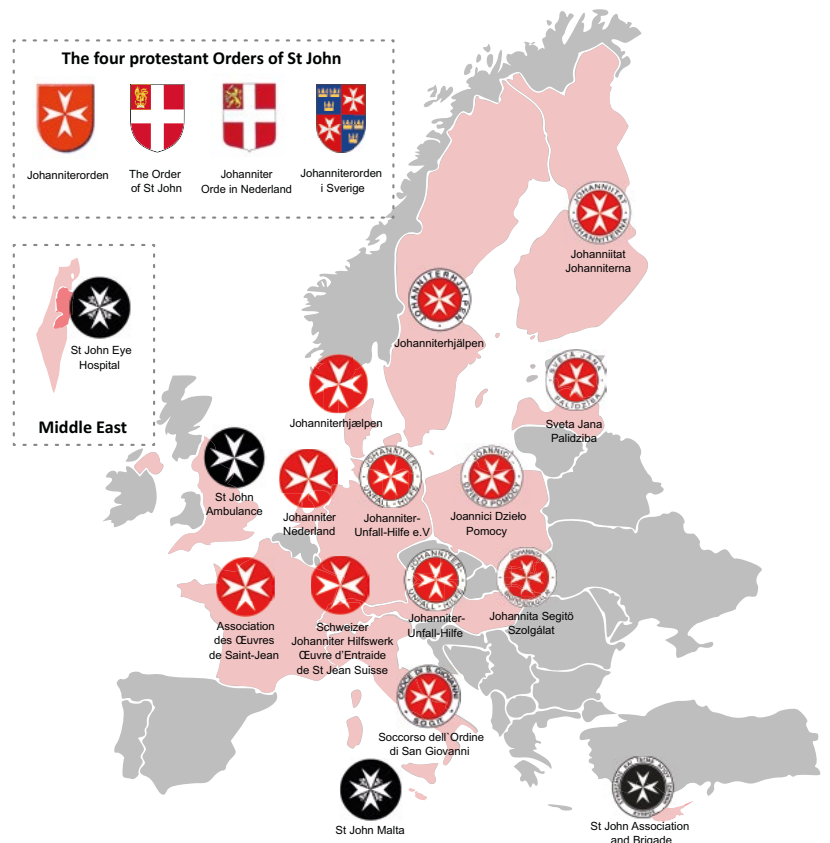 The four protestant Orders of St John
Johanniterorden
The Order
of St John
Johanniter
Orde in Nederland
Johanniterorden
i Sverige
St John Eye
Hospital
Middle East
JOHANNIITAT
JOHANNITERNA
Johanniitat
Johanniterna
JOHANNITERHJÄLPEN
Johanniterhjälpen
Johanniterhjælpen
SVETA JANA
PALIDZIBA
Sveta Jana
Palidziba
St John
Ambulance
Johanniter
Nederland
JOHANNITER-
UNFALL-HILFE
Johanniter-
Unfall-Hilfe e.V
JOANNICI
DZIEŁO POMOCY
Joannici Dzieło
Pomocy
Association
des Œuvres
de Saint-Jean
Schweizer
Johanniter Hilfswerk
Œuvre d'Entraide
de St Jean Suisse
JOHANNITER-
UNFALL-HILFE
Johanniter-
Unfall-Hilfe
JOHANNITA
Johannita Segitö
Szolgálat
CROCE DI S. GIOVANNI
SOGIT
Soccorso dell'Ordine
di San Giovanni
St John Malta
St John Association
and Brigade